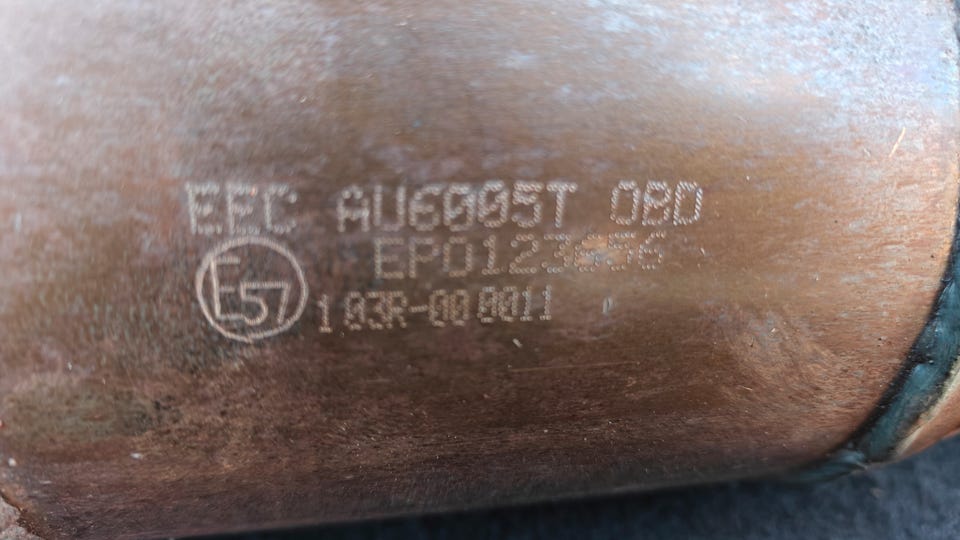 EEC AU6005T OBD
EP0123656
E57
103R-00 0011